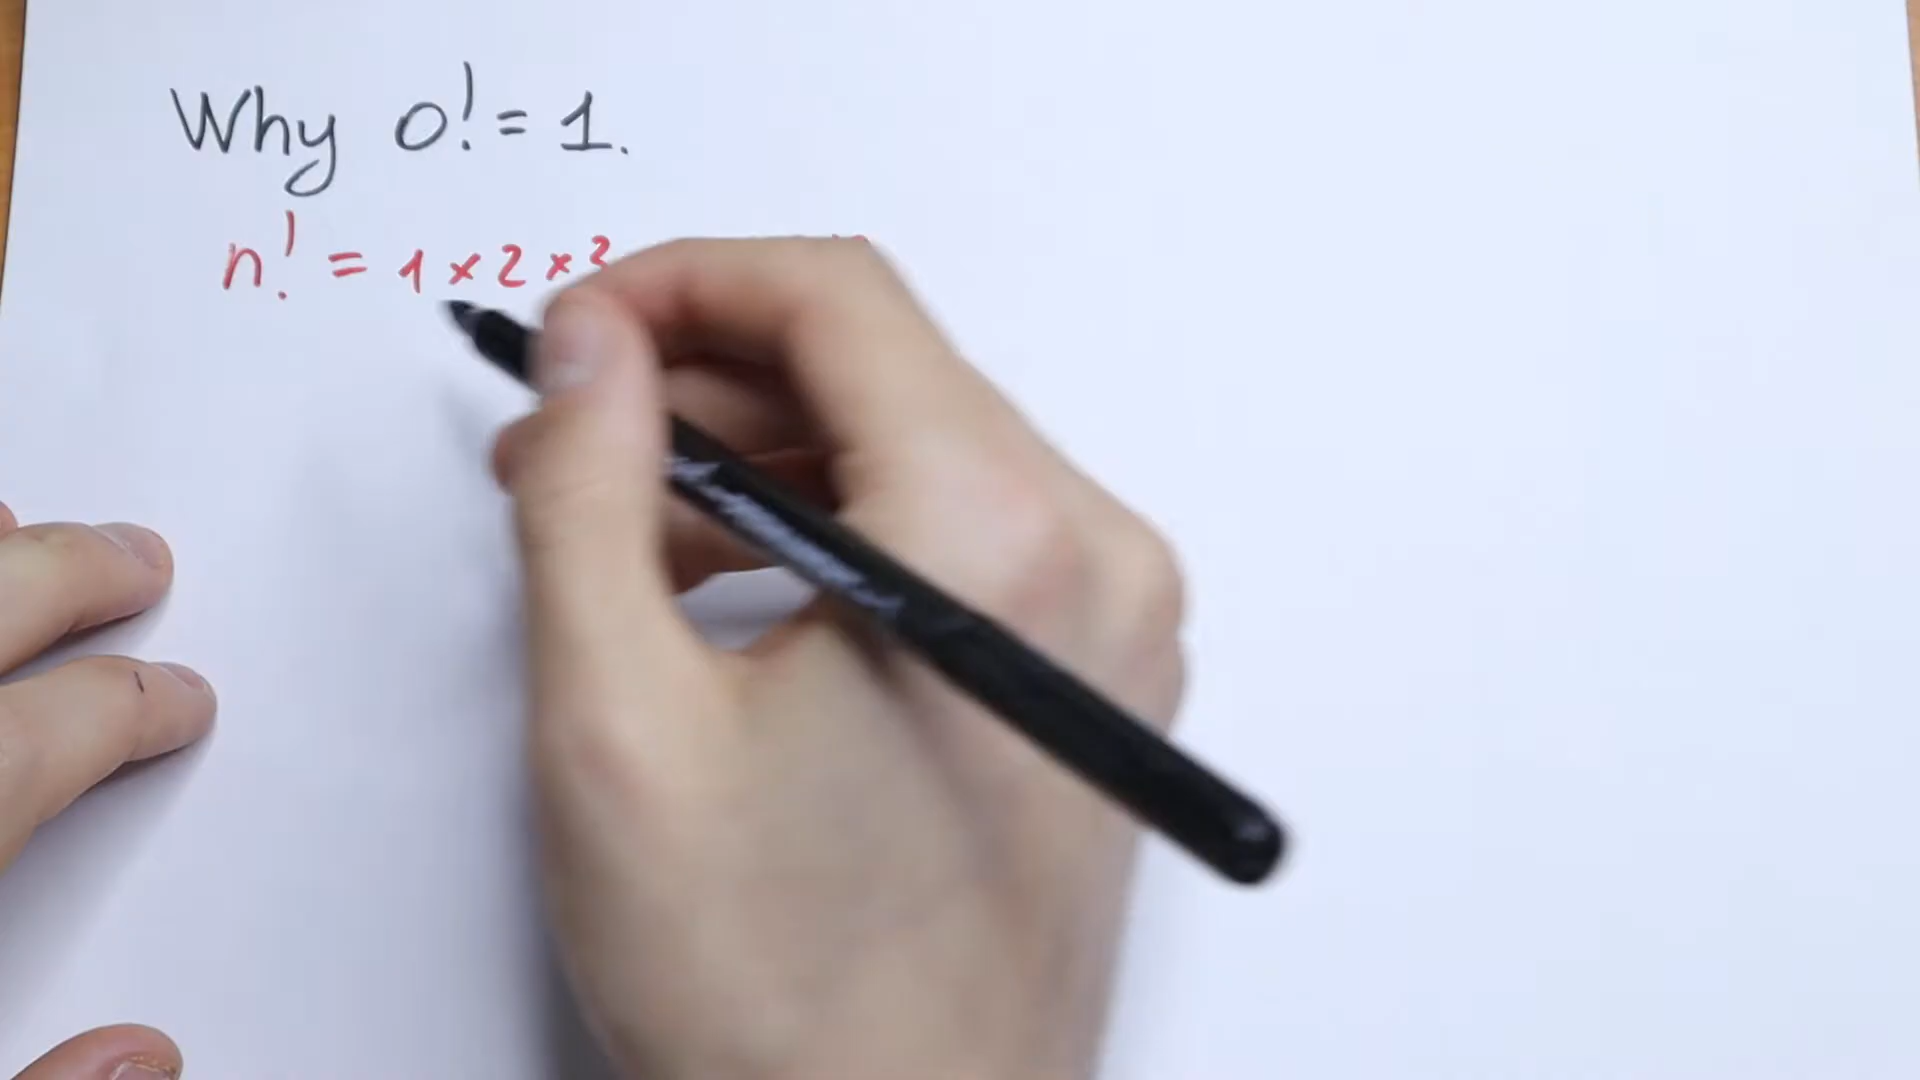 Why 0! = 1.
n! = 1 × 2 × 3